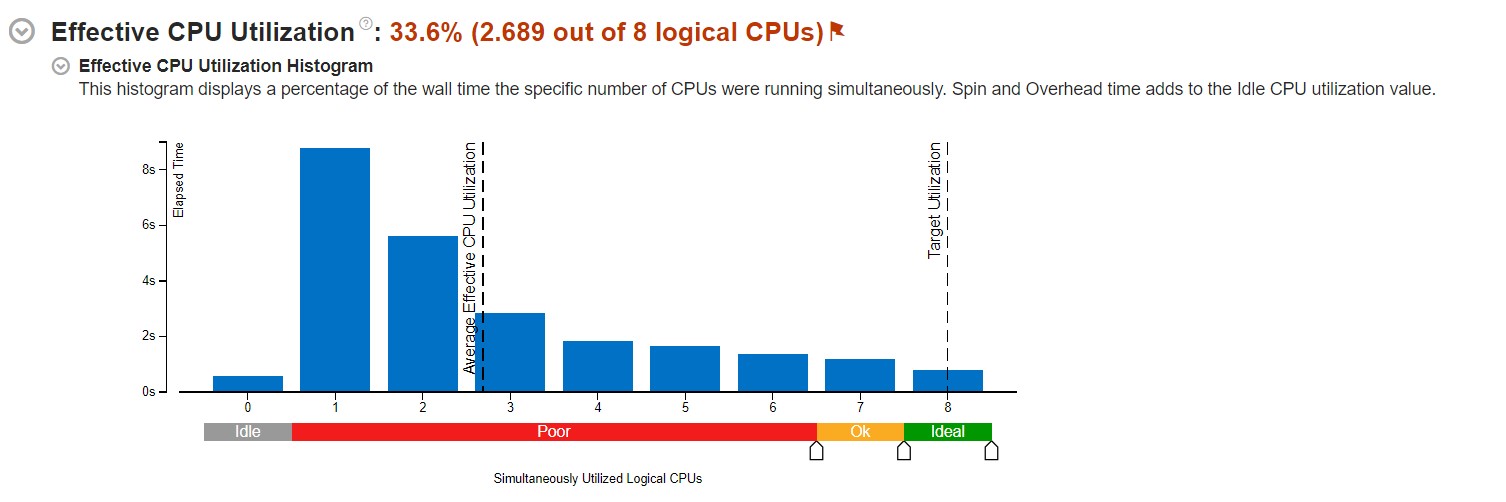 Effective CPU Utilization ? : 33.6% (2.689 out of 8 logical CPUs)
Effective CPU Utilization Histogram
This histogram displays a percentage of the wall time the specific number of CPUs were running simultaneously. Spin and Overhead time adds to the Idle CPU utilization value.
Elapsed Time
8s
6s
4s
2s
0s
Average Effective CPU Utilization
Target Utilization
0 1 2 3 4 5 6 7 8
Idle Poor Ok Ideal
Simultaneously Utilized Logical CPUs